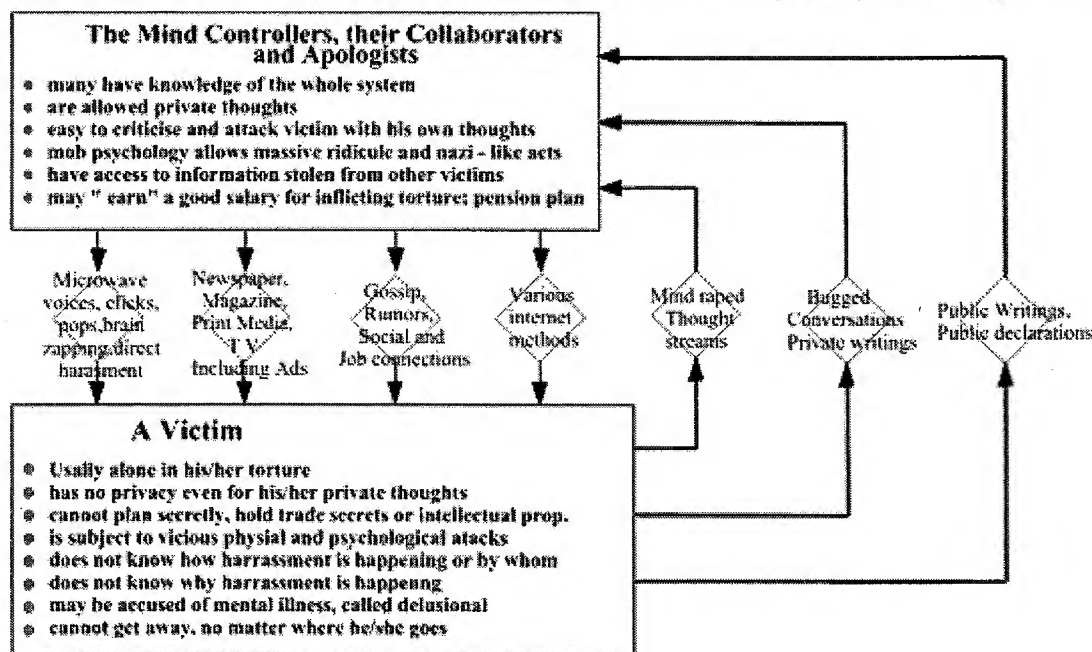 The Mind Controllers, their Collaborators
and Apologists
many have knowledge of the whole system
are allowed private thoughts
easy to criticise and attack victim with his own thoughts
mob psychology allows massive ridicule and nazi - like acts
have access to information stolen from other victims
may " earn" a good salary for inflicting torture; pension plan
Microwave
voices, clicks,
pops,brain
zapping,direct
harasment
Newspaper,
Magazine,
Print Media,
T V
Including Ads
Gossip,
Rumors,
Social and
Job connections
Various
internet
methods
Mind raped
Thought
streams
Bugged
Conversations
Private writings
Public Writings.
Public declarations
A Victim
Usally alone in his/her torture
has no privacy even for his/her private thoughts
cannot plan secretly, hold trade secrets or intellectual prop.
is subject to vicious physial and psychological atacks
does not know how harrassment is happening or by whom
does not know why harrassment is happenng
may be accused of mental illness, called delusional
cannot get away, no matter where he/she goes